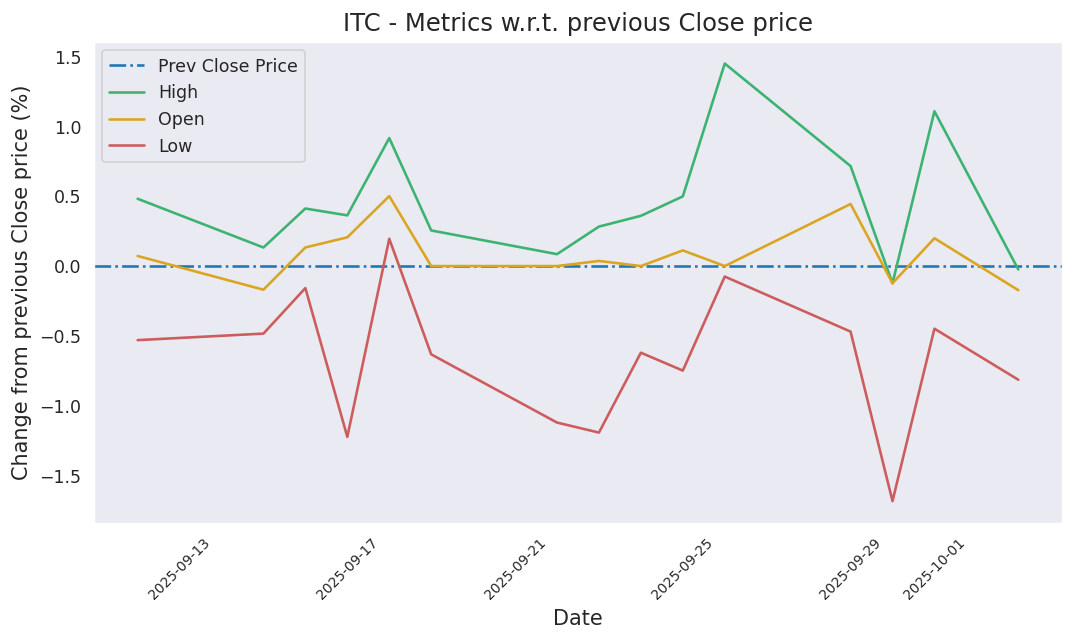 ITC - Metrics w.r.t. previous Close price
Change from previous Close price (%)
1.5
1.0
0.5
0.0
−0.5
−1.0
−1.5
Prev Close Price
High
Open
Low
2025-09-13
2025-09-17
2025-09-21
2025-09-25
2025-09-29
2025-10-01
Date